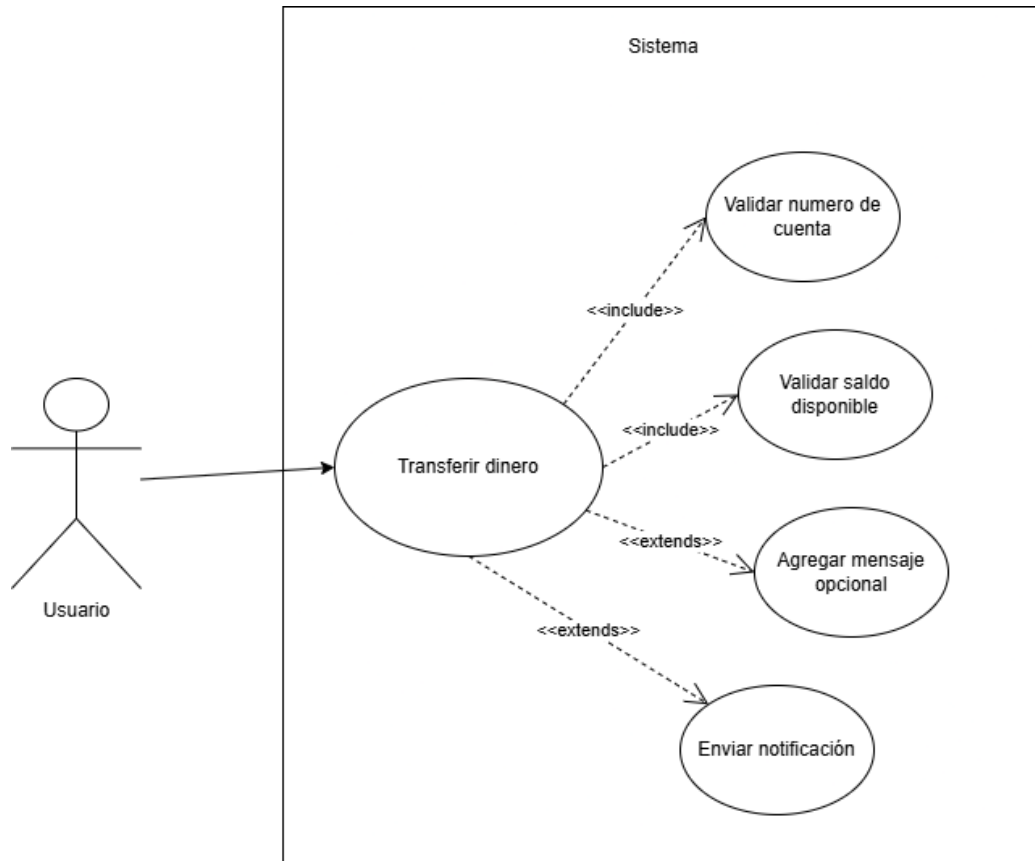 Sistema
Validar numero de
cuenta
<<include>>
Validar saldo
disponible
<<include>>
Transferir dinero
<<extends>>
Agregar mensaje
opcional
Usuario
<<extends>>
Enviar notificación